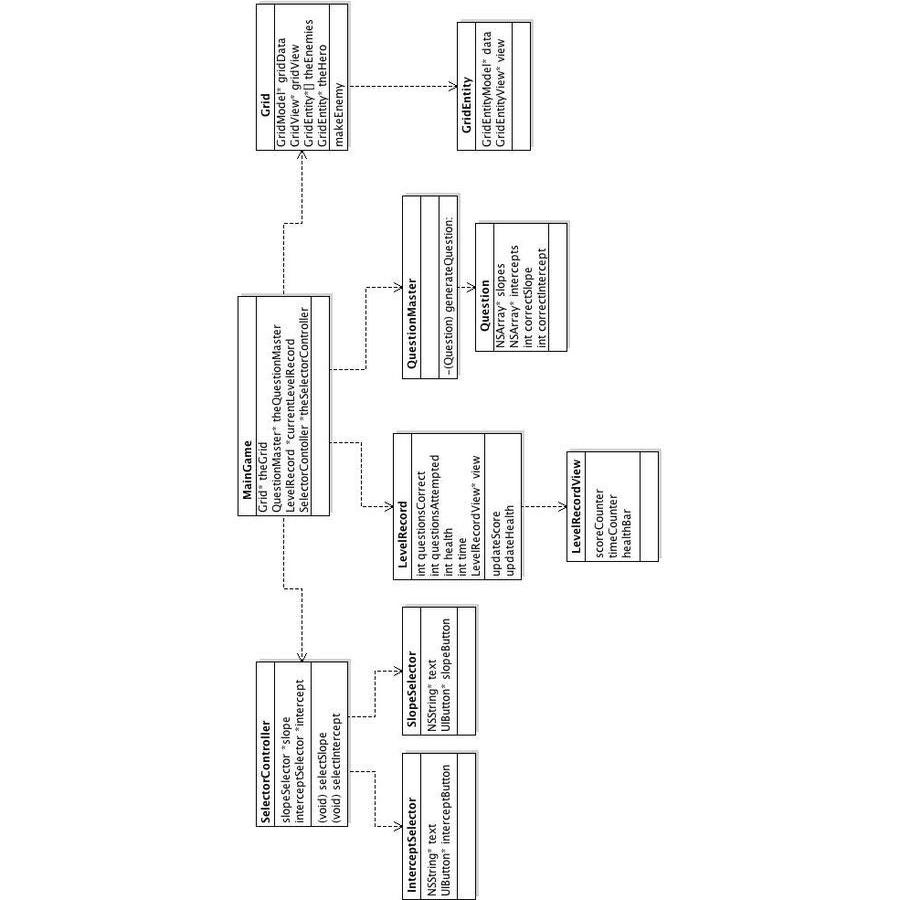 MainGame
Grid* theGrid
QuestionMaster* theQuestionMaster
LevelRecord *currentLevelRecord
SelectorContoller *theSelectorController
SelectorController
slopeSelector *slope
interceptSelector *intercept
(void) selectSlope
(void) selectIntercept
Grid
GridModel* gridData
GridView* gridView
GridEntity*[] theEnemies
GridEntity* theHero
makeEnemy
InterceptSelector
NSString* text
UIButton* interceptButton
SlopeSelector
NSString* text
UIButton* slopeButton
LevelRecord
int questionsCorrect
int questionsAttempted
int health
int time
LevelRecordView* view
updateScore
updateHealth
QuestionMaster
-(Question) generateQuestion:
GridEntity
GridEntityModel* data
GridEntityView* view
Question
NSArray* slopes
NSArray* intercepts
int correctSlope
int correctIntercept
LevelRecordView
scoreCounter
timeCounter
healthBar